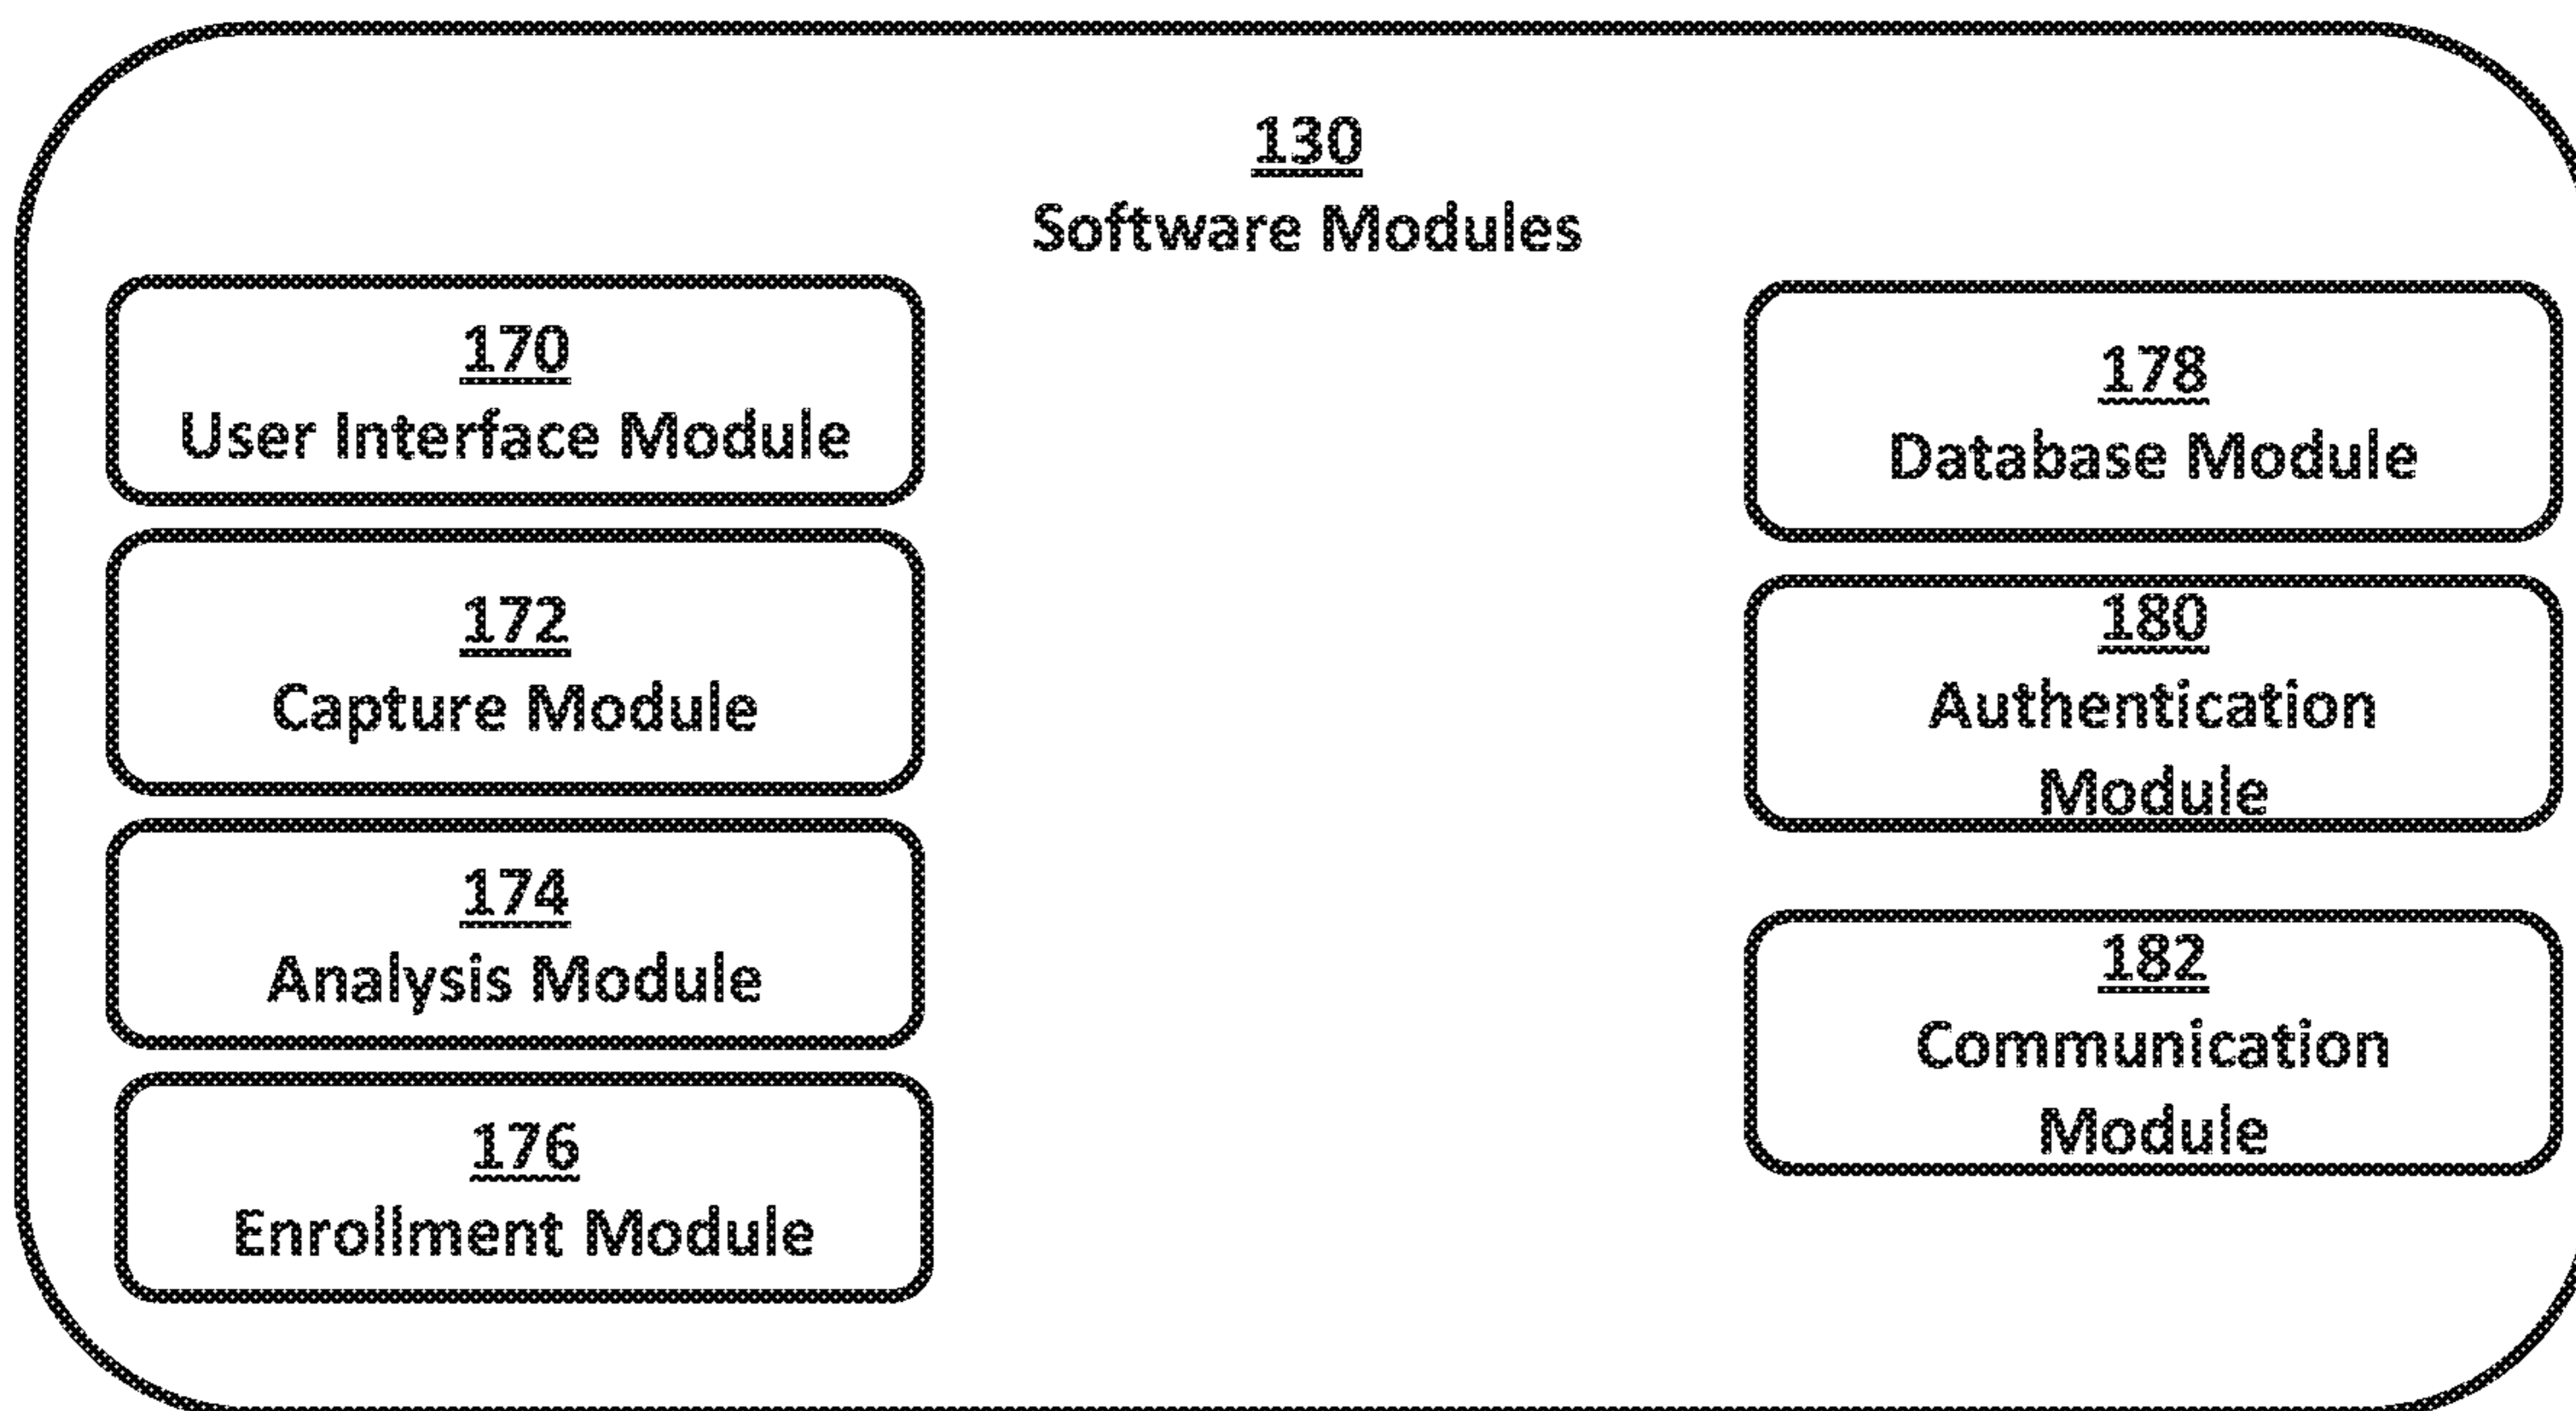 130
Software Modules
170
User Interface Module
172
Capture Module
174
Analysis Module
176
Enrollment Module
178
Database Module
180
Authentication
Module
182
Communication
Module